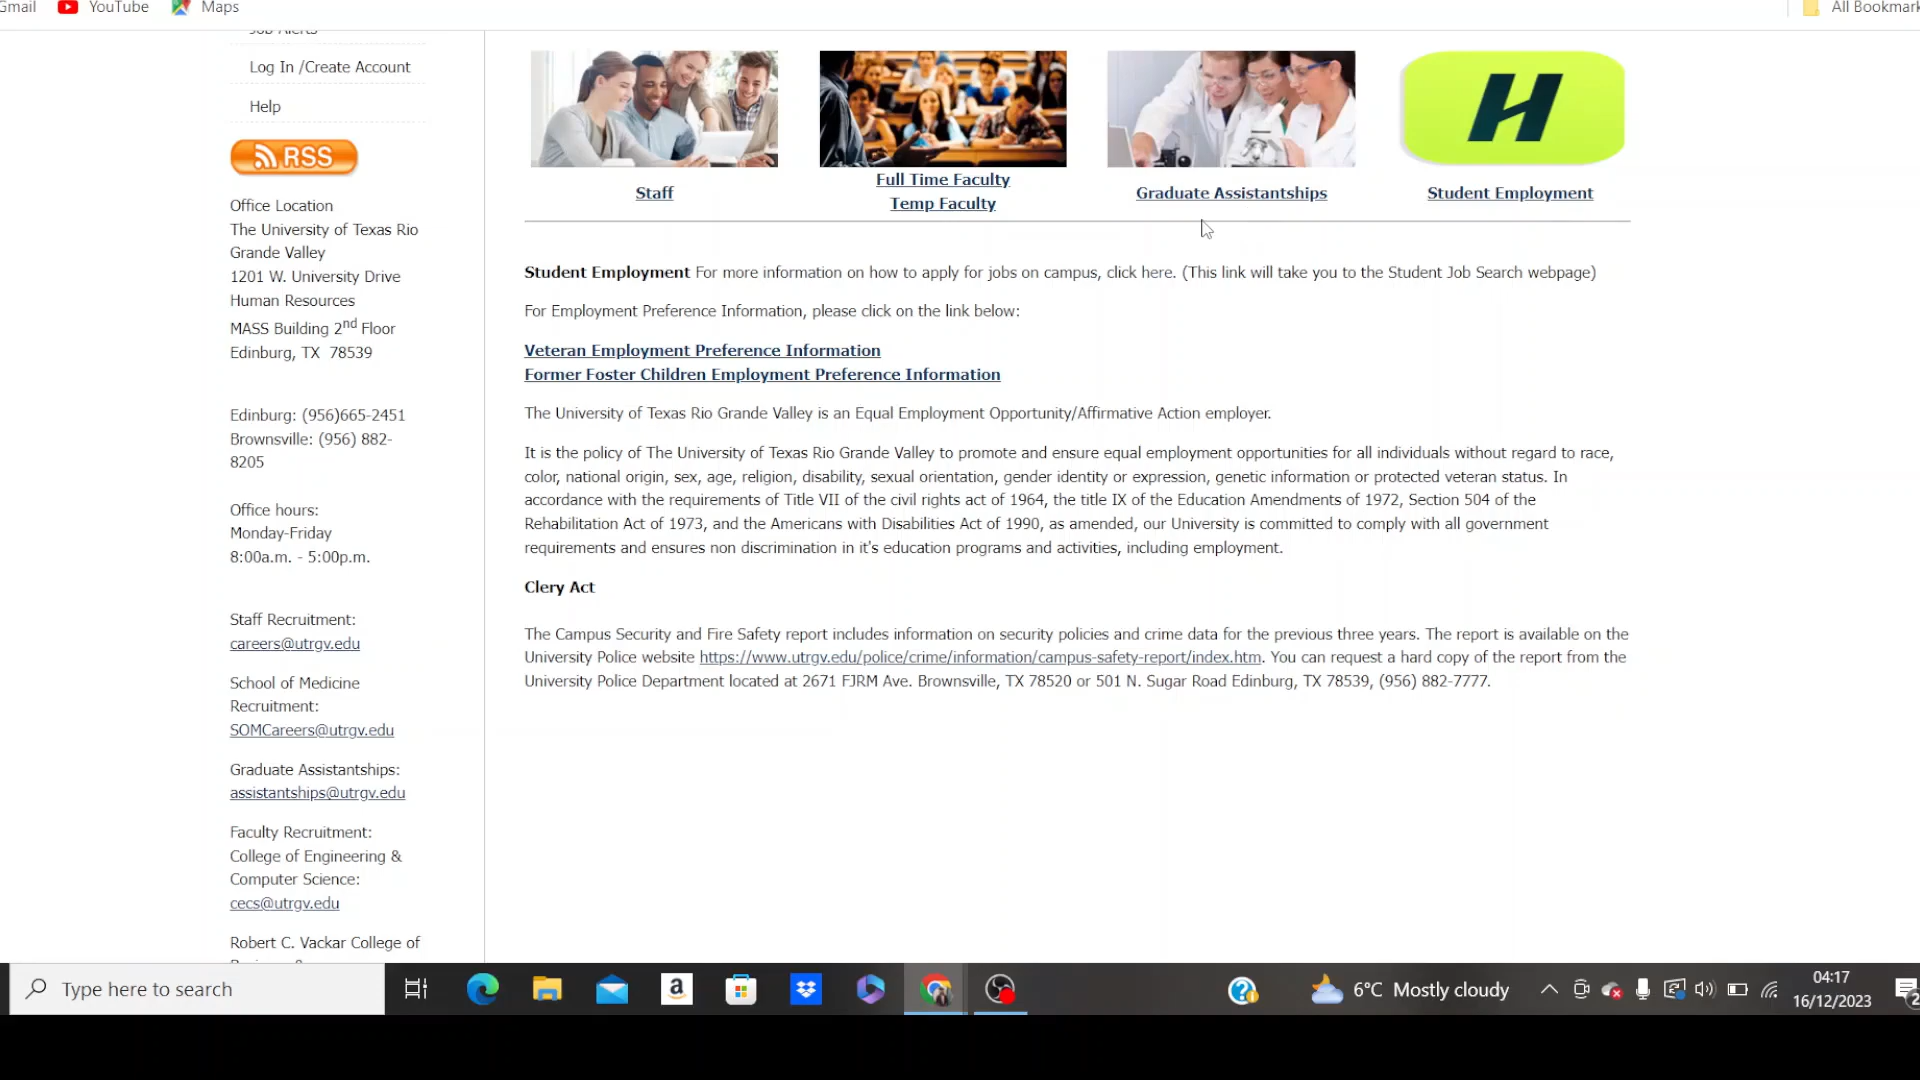 Gmail
YouTube
Maps
All Bookmark
Job Alerts
Log In /Create Account
Help
RSS
Office Location
The University of Texas Rio
Grande Valley
1201 W. University Drive
Human Resources
MASS Building 2nd Floor
Edinburg, TX 78539
Edinburg: (956)665-2451
Brownsville: (956) 882-
8205
Office hours:
Monday-Friday
8:00a.m. - 5:00p.m.
Staff Recruitment:
careers@utrgv.edu
School of Medicine
Recruitment:
SOMCareers@utrgv.edu
Graduate Assistantships:
assistantships@utrgv.edu
Faculty Recruitment:
College of Engineering &
Computer Science:
cecs@utrgv.edu
Robert C. Vackar College of
H
Staff
Full Time Faculty
Temp Faculty
Graduate Assistantships
Student Employment
Student Employment For more information on how to apply for jobs on campus, click here. (This link will take you to the Student Job Search webpage)
For Employment Preference Information, please click on the link below:
Veteran Employment Preference Information
Former Foster Children Employment Preference Information
The University of Texas Rio Grande Valley is an Equal Employment Opportunity/Affirmative Action employer.
It is the policy of The University of Texas Rio Grande Valley to promote and ensure equal employment opportunities for all individuals without regard to race,
color, national origin, sex, age, religion, disability, sexual orientation, gender identity or expression, genetic information or protected veteran status. In
accordance with the requirements of Title VII of the civil rights act of 1964, the title IX of the Education Amendments of 1972, Section 504 of the
Rehabilitation Act of 1973, and the Americans with Disabilities Act of 1990, as amended, our University is committed to comply with all government
requirements and ensures non discrimination in it's education programs and activities, including employment.
Clery Act
The Campus Security and Fire Safety report includes information on security policies and crime data for the previous three years. The report is available on the
University Police website https://www.utrgv.edu/police/crime/information/campus-safety-report/index.htm. You can request a hard copy of the report from the
University Police Department located at 2671 FJRM Ave. Brownsville, TX 78520 or 501 N. Sugar Road Edinburg, TX 78539, (956) 882-7777.
Type here to search
a
6°C Mostly cloudy
04:17
16/12/2023
2